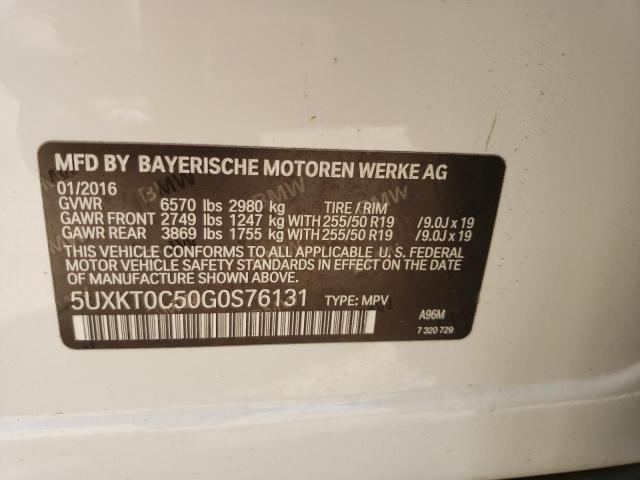 MFD BY BAYERISCHE MOTOREN WERKE AG
01/2016
GVWR 6570 lbs 2980 kg TIRE / RIM
GAWR FRONT 2749 lbs 1247 kg WITH 255/50 R19 /9.0J x 19
GAWR REAR 3869 lbs 1755 kg WITH 255/50 R19 /9.0J x 19
THIS VEHICLE CONFORMS TO ALL APPLICABLE U. S. FEDERAL
MOTOR VEHICLE SAFETY STANDARDS IN EFFECT ON THE DATE
OF MANUFACTURE SHOWN ABOVE.
5UXKT0C50G0S76131 TYPE: MPV
A96M
7 320 729